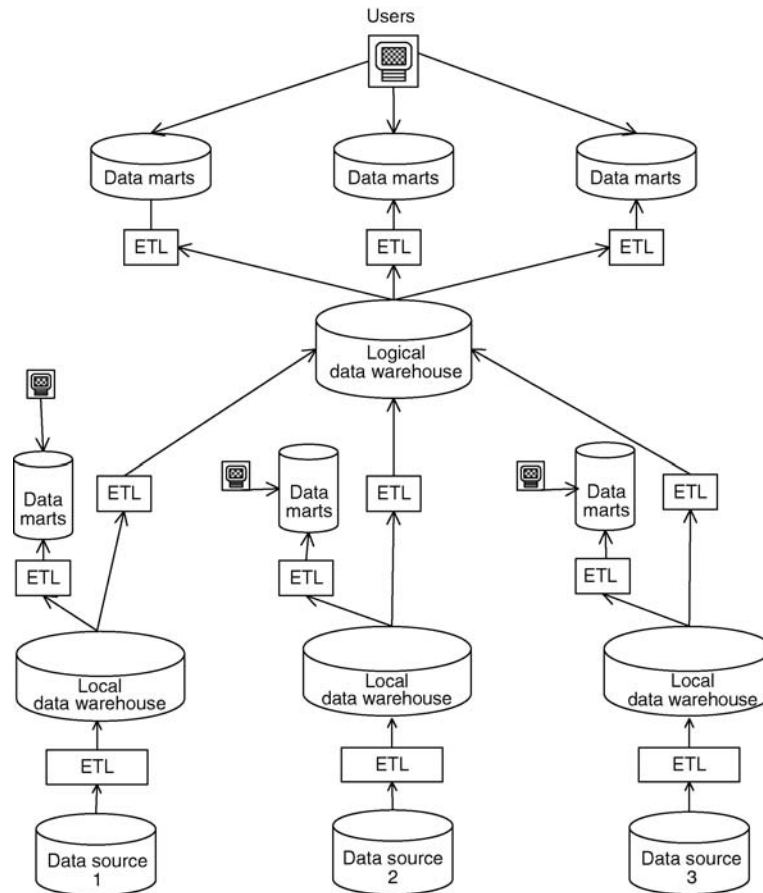 Users
Data marts
Data marts
Data marts
ETL
ETL
ETL
Logical
data warehouse
Data
marts
ETL
Data
marts
ETL
Data
marts
ETL
ETL
ETL
ETL
Local
data warehouse
Local
data warehouse
Local
data warehouse
ETL
ETL
ETL
Data source
1
Data source
2
Data source
3